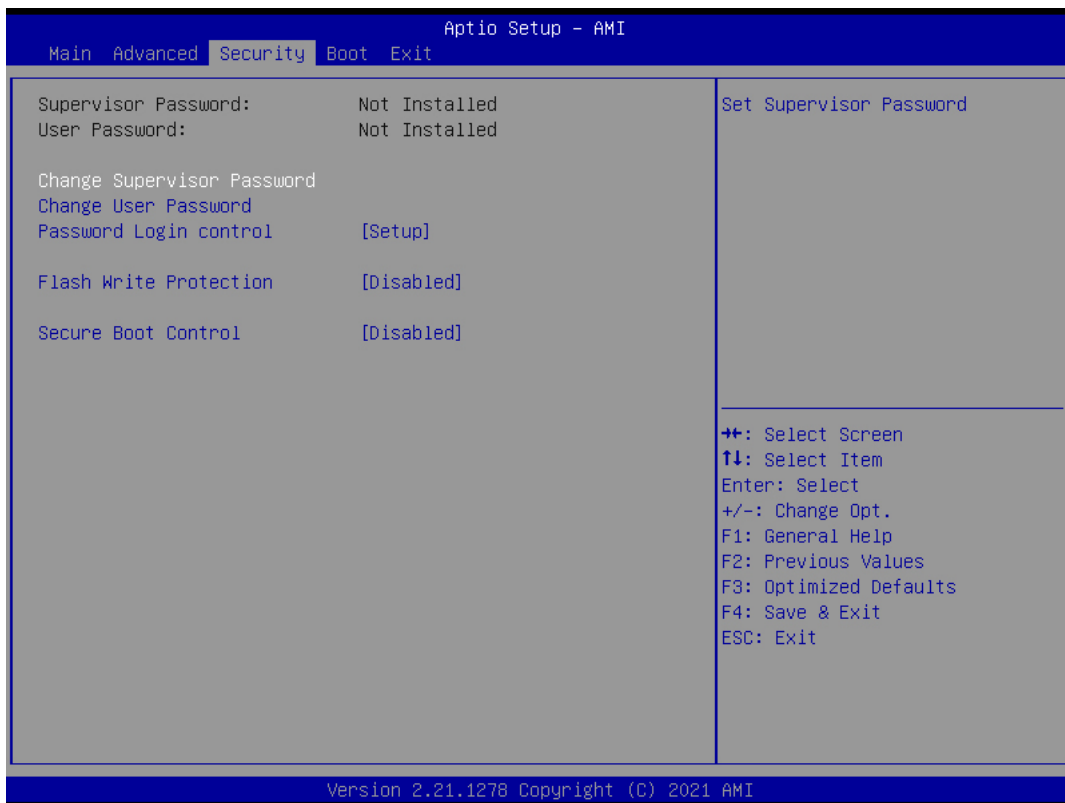 Aptio Setup – AMI
Main Advanced Security Boot Exit
Supervisor Password: Not Installed
User Password: Not Installed
Change Supervisor Password
Change User Password
Password Login control [Setup]
Flash Write Protection [Disabled]
Secure Boot Control [Disabled]
Set Supervisor Password
→←: Select Screen
↑↓: Select Item
Enter: Select
+/-: Change Opt.
F1: General Help
F2: Previous Values
F3: Optimized Defaults
F4: Save & Exit
ESC: Exit
Version 2.21.1278 Copyright (C) 2021 AMI